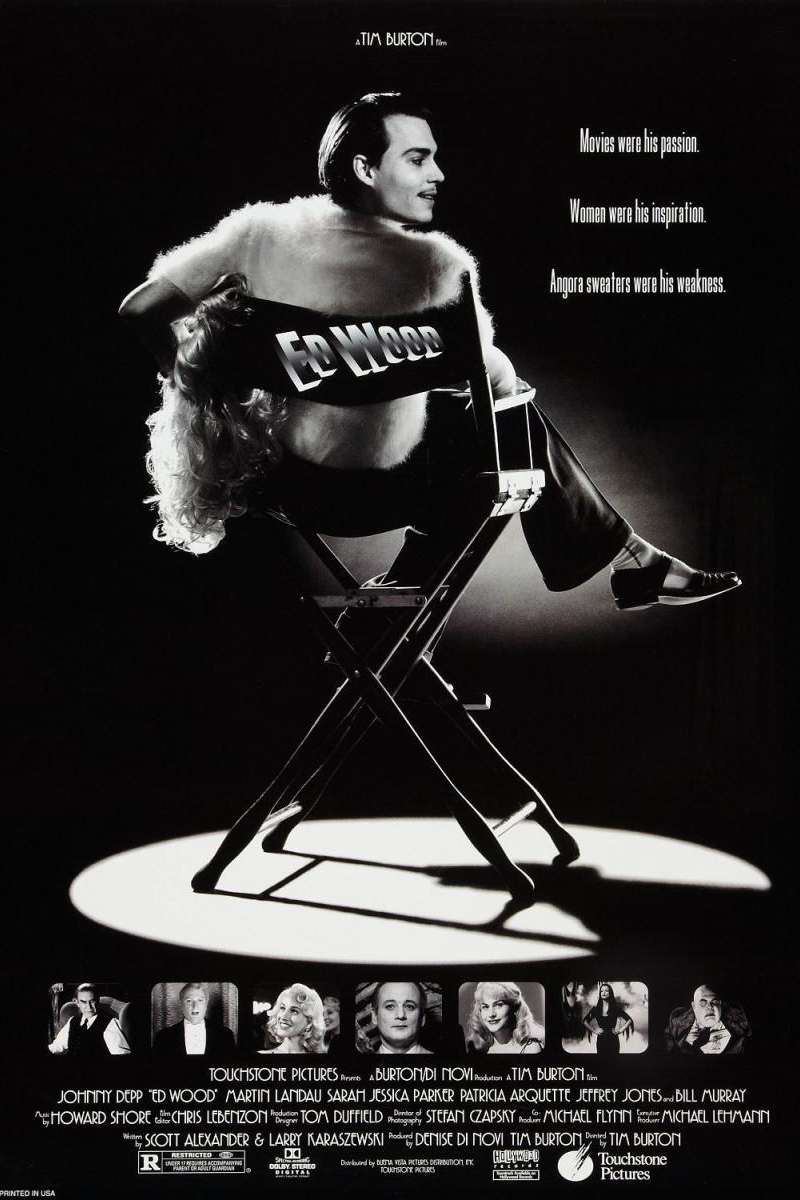 A TIM BURTON Film
Movies were his passion.
Women were his inspiration.
Angora sweaters were his weakness.
ED WOOD
TOUCHSTONE PICTURES Presents A BURTON/DI NOVI Production A TIM BURTON Film
JOHNNY DEPP "ED WOOD" MARTIN LANDAU SARAH JESSICA PARKER PATRICIA ARQUETTE JEFFREY JONES and BILL MURRAY
Music by HOWARD SHORE Film Editor CHRIS LEBENZON Production Designer TOM DUFFIELD Director of Photography STEFAN CZAPSKY Co-Producer MICHAEL FLYNN Executive Producer MICHAEL LEHMANN
Written by SCOTT ALEXANDER & LARRY KARASZEWSKI Produced by DENISE DI NOVI TIM BURTON Directed by TIM BURTON
R RESTRICTED
UNDER 17 REQUIRES ACCOMPANYING PARENT OR ADULT GUARDIAN
DOLBY STEREO
DIGITAL
Distributed by BUENA VISTA PICTURES DISTRIBUTION, INC.
TOUCHSTONE PICTURES
HOLLYWOOD
records
Touchstone Pictures
PRINTED IN USA